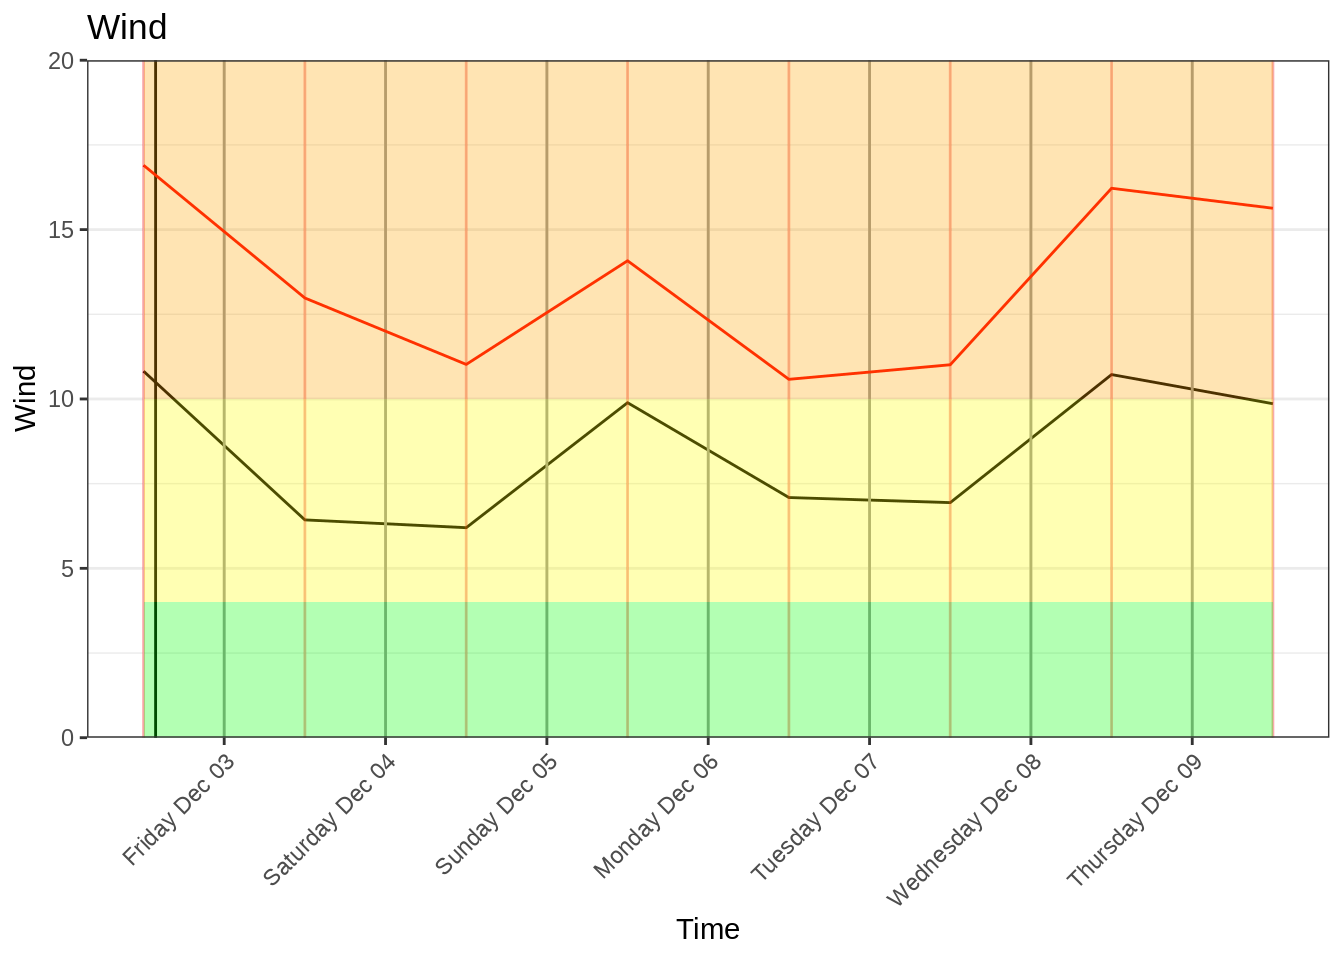 Wind
20
15
10
5
0
Wind
Friday Dec 03
Saturday Dec 04
Sunday Dec 05
Monday Dec 06
Tuesday Dec 07
Wednesday Dec 08
Thursday Dec 09
Time